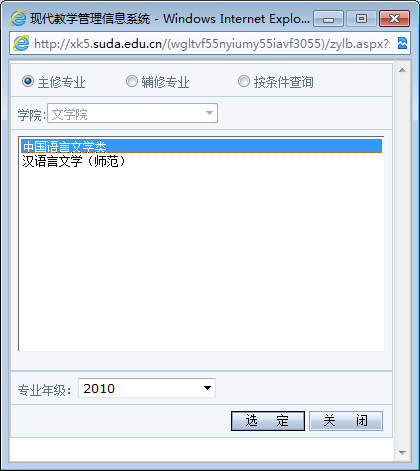 现代教学管理信息系统 - Windows Internet Explo...
http://xk5.suda.edu.cn/(wgltvf55nyiumy55iavf3055)/zylb.aspx?
主修专业 辅修专业 按条件查询
学院: 文学院
中国语言文学类
汉语言文学（师范）
专业年级: 2010
选 定 关 闭